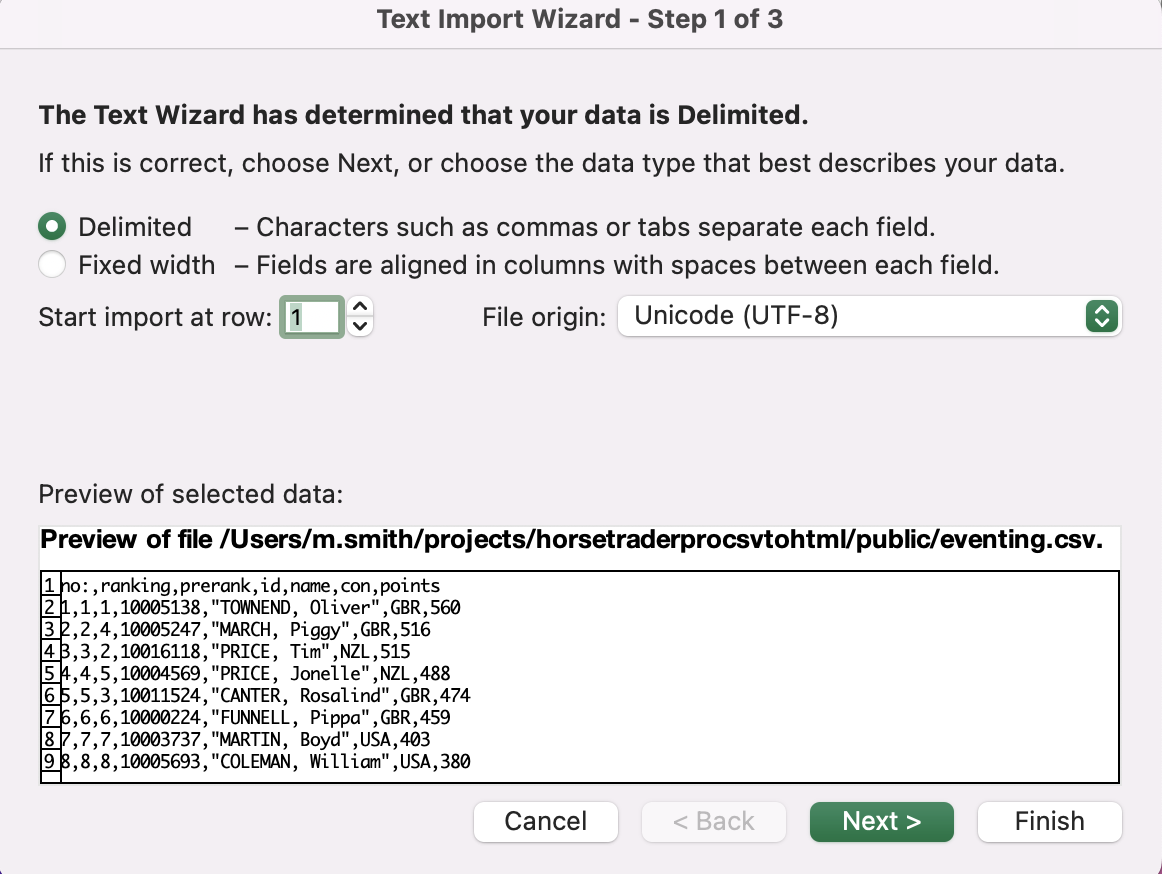 Text Import Wizard - Step 1 of 3
The Text Wizard has determined that your data is Delimited.
If this is correct, choose Next, or choose the data type that best describes your data.
Delimited – Characters such as commas or tabs separate each field.
Fixed width – Fields are aligned in columns with spaces between each field.
Start import at row: 1 File origin: Unicode (UTF-8)
Preview of selected data:
Preview of file /Users/m.smith/projects/horsetraderprocsvtohtml/public/eventing.csv.
1 no:,ranking,prerank,id,name,con,points
2 1,1,1,10005138,"TOWNEND, Oliver",GBR,560
3 2,2,4,10005247,"MARCH, Piggy",GBR,516
4 3,3,2,10016118,"PRICE, Tim",NZL,515
5 4,4,5,10004569,"PRICE, Jonelle",NZL,488
6 5,5,3,10011524,"CANTER, Rosalind",GBR,474
7 6,6,6,10000224,"FUNNELL, Pippa",GBR,459
8 7,7,7,10003737,"MARTIN, Boyd",USA,403
9 8,8,8,10005693,"COLEMAN, William",USA,380
Cancel < Back Next > Finish